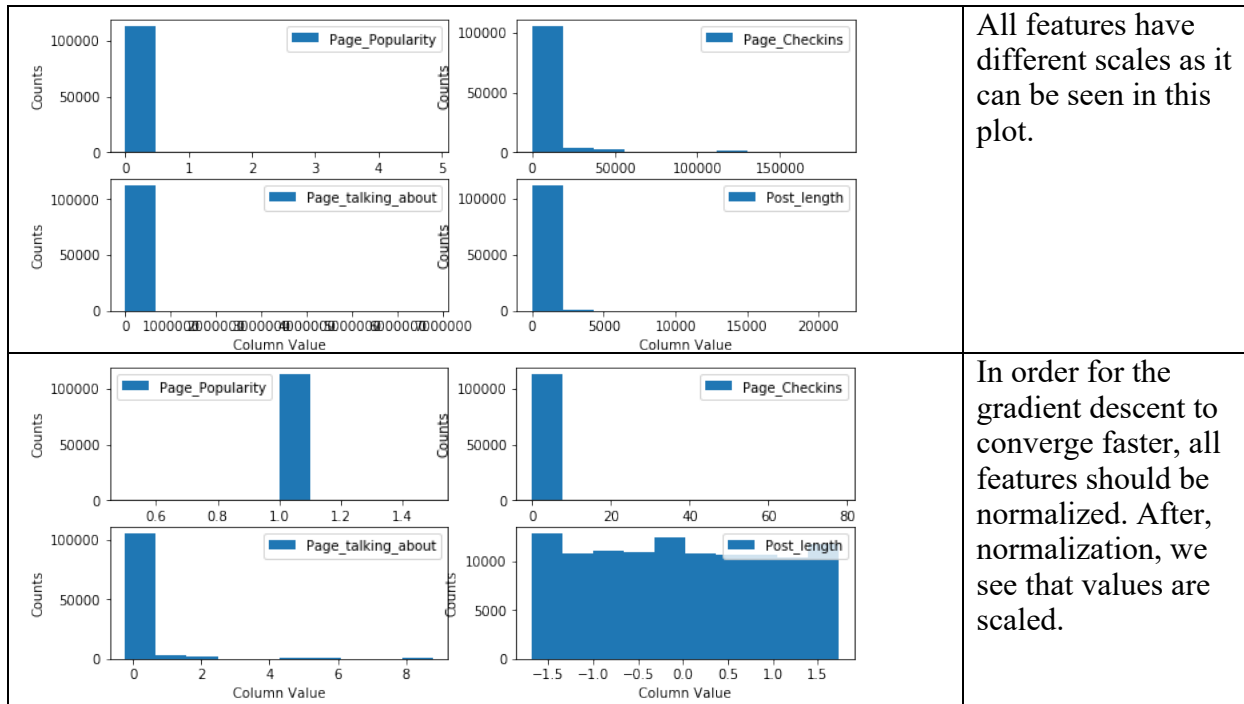 100000
50000
0
Counts
Page_Popularity
0 1 2 3 4 5
100000
50000
0
Counts
Page_Checkins
0 50000 100000 150000
100000
50000
0
Counts
Page_talking_about
0 1000000 2000000 3000000 4000000 5000000 6000000 7000000
Column Value
100000
50000
0
Counts
Post_length
0 5000 10000 15000 20000
Column Value
All features have
different scales as it
can be seen in this
plot.
100000
50000
0
Counts
Page_Popularity
0.6 0.8 1.0 1.2 1.4
100000
50000
0
Counts
Page_Checkins
0 20 40 60 80
100000
50000
0
Counts
Page_talking_about
0 2 4 6 8
Column Value
10000
5000
0
Counts
Post_length
−1.5 −1.0 −0.5 0.0 0.5 1.0 1.5
Column Value
In order for the
gradient descent to
converge faster, all
features should be
normalized. After,
normalization, we
see that values are
scaled.